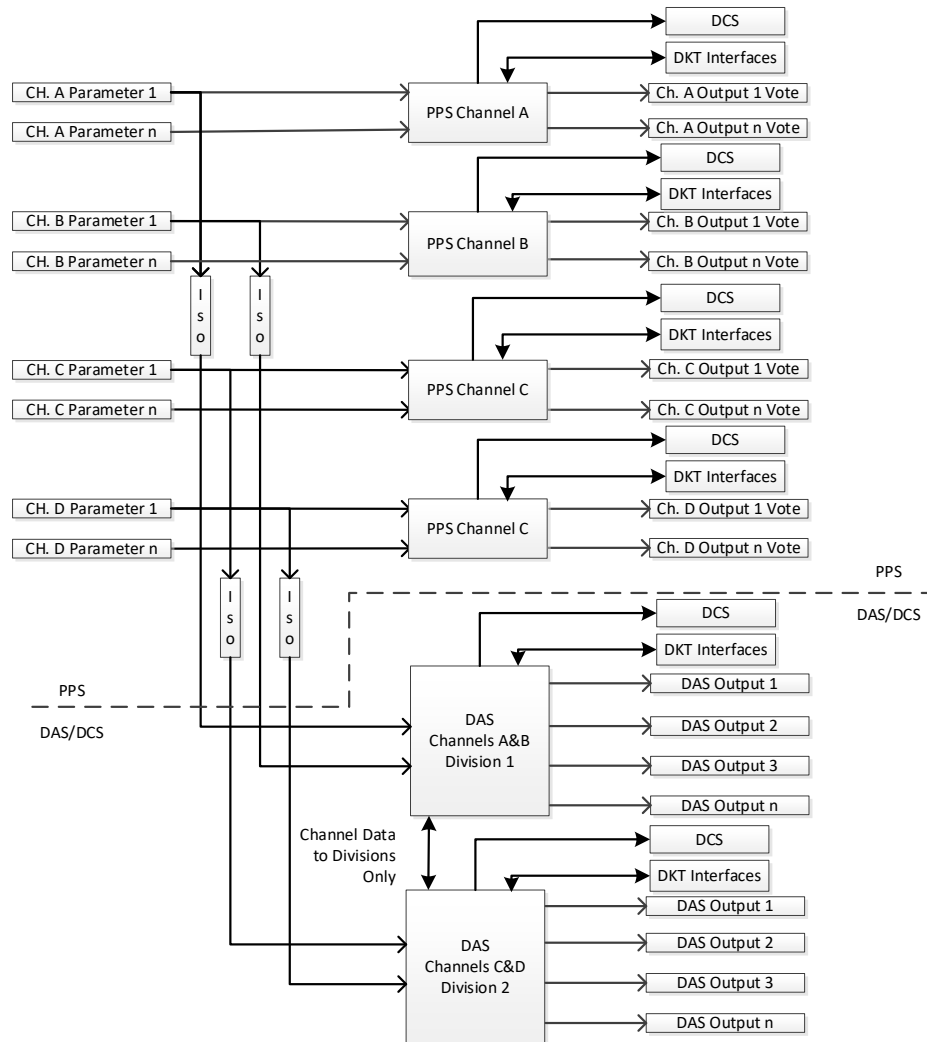 DCS
DKT Interfaces
CH. A Parameter 1
PPS Channel A
Ch. A Output 1 Vote
CH. A Parameter n
Ch. A Output n Vote
DCS
DKT Interfaces
CH. B Parameter 1
PPS Channel B
Ch. B Output 1 Vote
CH. B Parameter n
Ch. B Output n Vote
I
s
o
I
s
o
DCS
DKT Interfaces
CH. C Parameter 1
PPS Channel C
Ch. C Output 1 Vote
CH. C Parameter n
Ch. C Output n Vote
DCS
DKT Interfaces
CH. D Parameter 1
PPS Channel C
Ch. D Output 1 Vote
CH. D Parameter n
Ch. D Output n Vote
I
s
o
I
s
o
PPS
DAS/DCS
PPS
DAS/DCS
DCS
DKT Interfaces
DAS
Channels A&B
Division 1
DAS Output 1
DAS Output 2
DAS Output 3
DAS Output n
Channel Data
to Divisions
Only
DCS
DKT Interfaces
DAS
Channels C&D
Division 2
DAS Output 1
DAS Output 2
DAS Output 3
DAS Output n